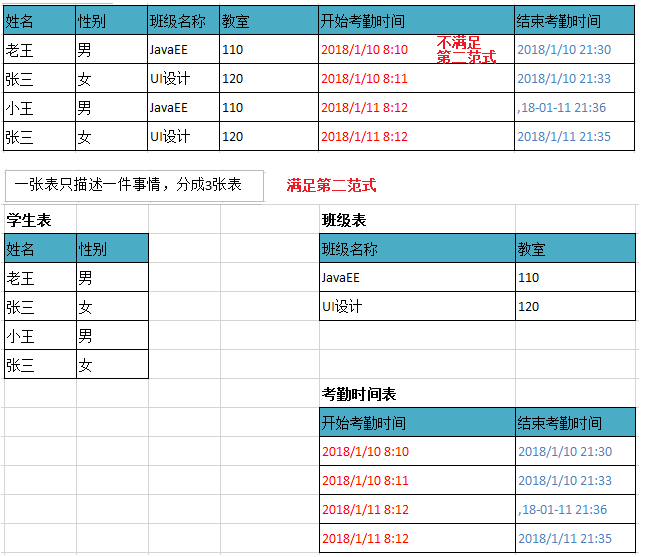 姓名 性别 班级名称 教室 开始考勤时间 结束考勤时间
老王 男 JavaEE 110 2018/1/10 8:10 不满足 2018/1/10 21:30
第二范式
张三 女 UI设计 120 2018/1/10 8:11 2018/1/10 21:33
小王 男 JavaEE 110 2018/1/11 8:12 ,18-01-11 21:36
张三 女 UI设计 120 2018/1/11 8:12 2018/1/11 21:35
一张表只描述一件事情，分成3张表 满足第二范式
学生表
姓名 性别
老王 男
张三 女
小王 男
张三 女
班级表
班级名称 教室
JavaEE 110
UI设计 120
考勤时间表
开始考勤时间 结束考勤时间
2018/1/10 8:10 2018/1/10 21:30
2018/1/10 8:11 2018/1/10 21:33
2018/1/11 8:12 ,18-01-11 21:36
2018/1/11 8:12 2018/1/11 21:35